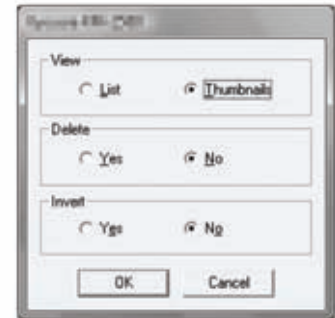 View
List Thumbnails
Delete
Yes No
Invert
Yes No
OK Cancel